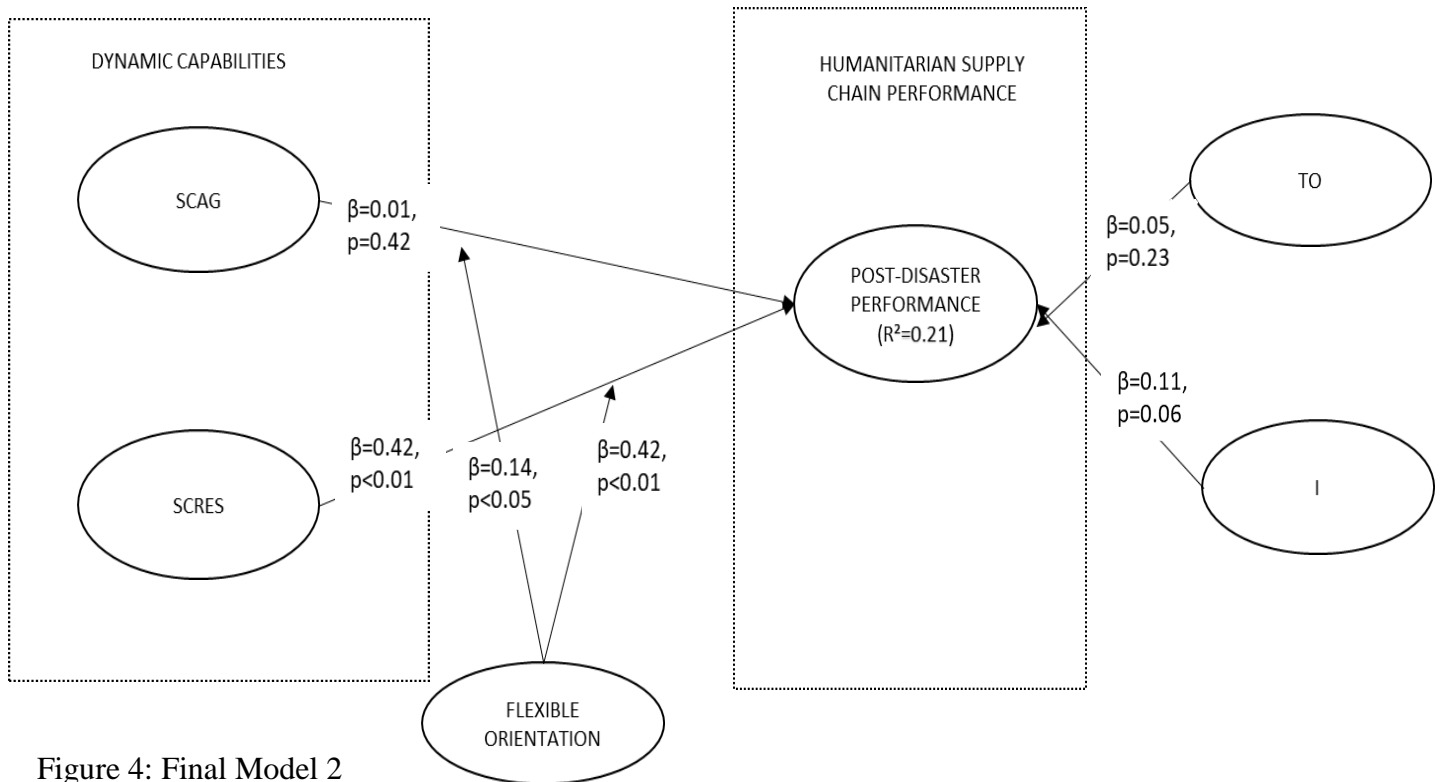 DYNAMIC CAPABILITIES
HUMANITARIAN SUPPLY
CHAIN PERFORMANCE
SCAG
β=0.01,
p=0.42
TO
β=0.05,
p=0.23
POST-DISASTER
PERFORMANCE
(R²=0.21)
β=0.11,
p=0.06
SCRES
β=0.42,
p<0.01
β=0.14,
p<0.05
β=0.42,
p<0.01
I
FLEXIBLE
ORIENTATION
Figure 4: Final Model 2